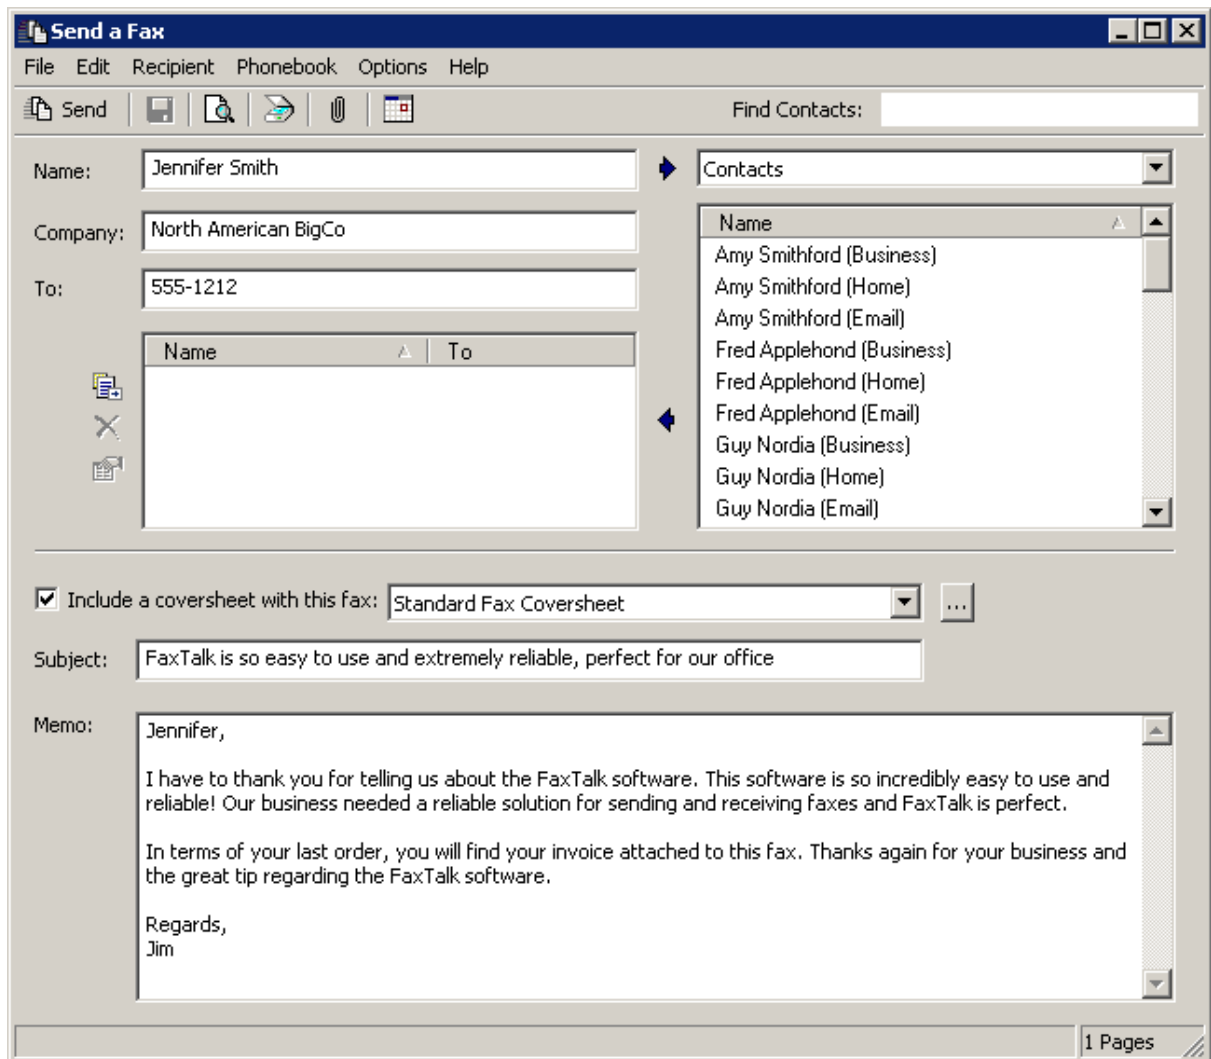 Send a Fax
File Edit Recipient Phonebook Options Help
Send
Find Contacts:
Name: Jennifer Smith
Contacts
Company: North American BigCo
To: 555-1212
Name To
Name
Amy Smithford (Business)
Amy Smithford (Home)
Amy Smithford (Email)
Fred Applehond (Business)
Fred Applehond (Home)
Fred Applehond (Email)
Guy Nordia (Business)
Guy Nordia (Home)
Guy Nordia (Email)
Include a coversheet with this fax: Standard Fax Coversheet ...
Subject: FaxTalk is so easy to use and extremely reliable, perfect for our office
Memo: Jennifer,
I have to thank you for telling us about the FaxTalk software. This software is so incredibly easy to use and
reliable! Our business needed a reliable solution for sending and receiving faxes and FaxTalk is perfect.
In terms of your last order, you will find your invoice attached to this fax. Thanks again for your business and
the great tip regarding the FaxTalk software.
Regards,
Jim
1 Pages